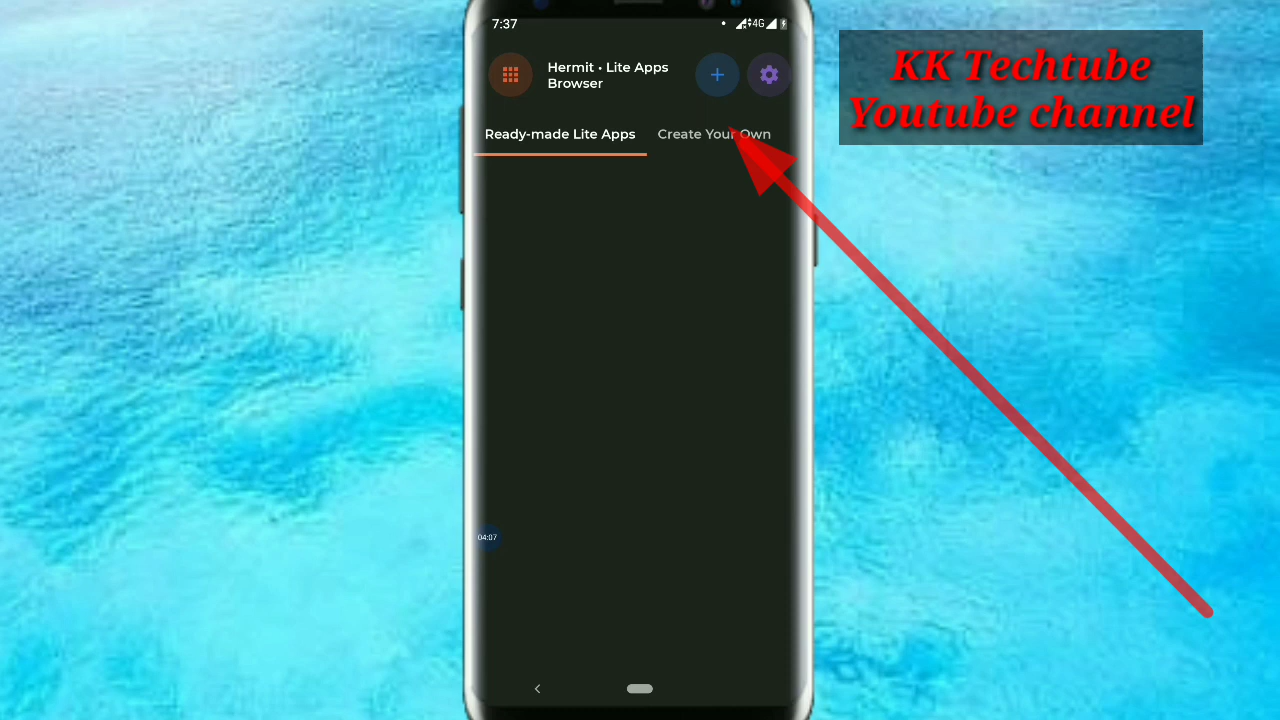 7:37
4G
Hermit • Lite Apps
Browser
Ready-made Lite Apps
Create Your Own
04:07
KK Techtube
Youtube channel